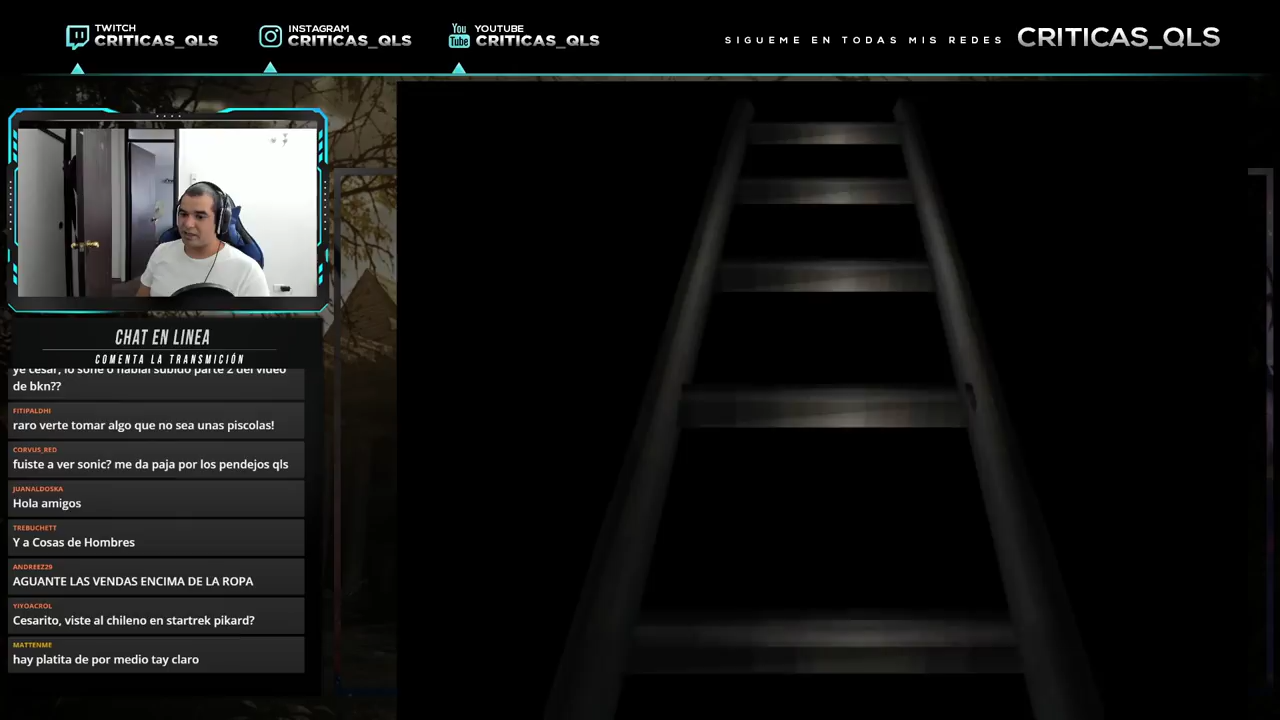 TWITCH
CRITICAS_QLS
INSTAGRAM
CRITICAS_QLS
You
Tube
YOUTUBE
CRITICAS_QLS
SIGUEME EN TODAS MIS REDES
CRITICAS_QLS
CHAT EN LINEA
COMENTA LA TRANSMICIÓN
de bkn??
FITIPALDHI
raro verte tomar algo que no sea unas piscolas!
CORVUS_RED
fuiste a ver sonic? me da paja por los pendejos qls
JUANALDOSKA
Hola amigos
TREBUCHETT
Y a Cosas de Hombres
ANDREEZ29
AGUANTE LAS VENDAS ENCIMA DE LA ROPA
YIYOACROL
Cesarito, viste al chileno en startrek pikard?
MATTENME
hay platita de por medio tay claro